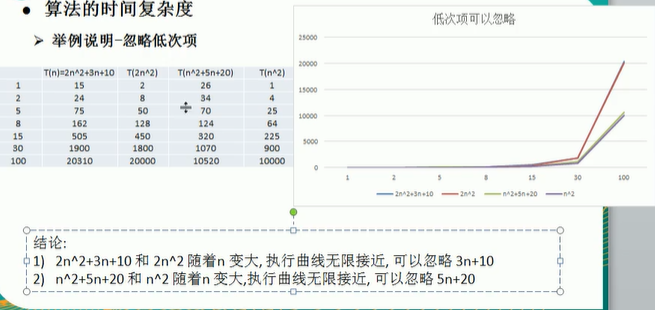 算法的时间复杂度
举例说明-忽略低次项
T(n)=2n^2+3n+10 T(2n^2) T(n^2+5n+20) T(n^2)
1 15 2 26 1
2 24 8 34 4
5 75 50 70 25
8 162 128 124 64
15 505 450 320 225
30 1900 1800 1070 900
100 20310 20000 10520 10000
低次项可以忽略
25000
20000
15000
10000
5000
0
1 2 5 8 15 30 100
2n^2+3n+10 2n^2 n^2+5n+20 n^2
结论:
1) 2n^2+3n+10 和 2n^2 随着n 变大, 执行曲线无限接近, 可以忽略 3n+10
2) n^2+5n+20 和 n^2 随着n 变大,执行曲线无限接近, 可以忽略 5n+20